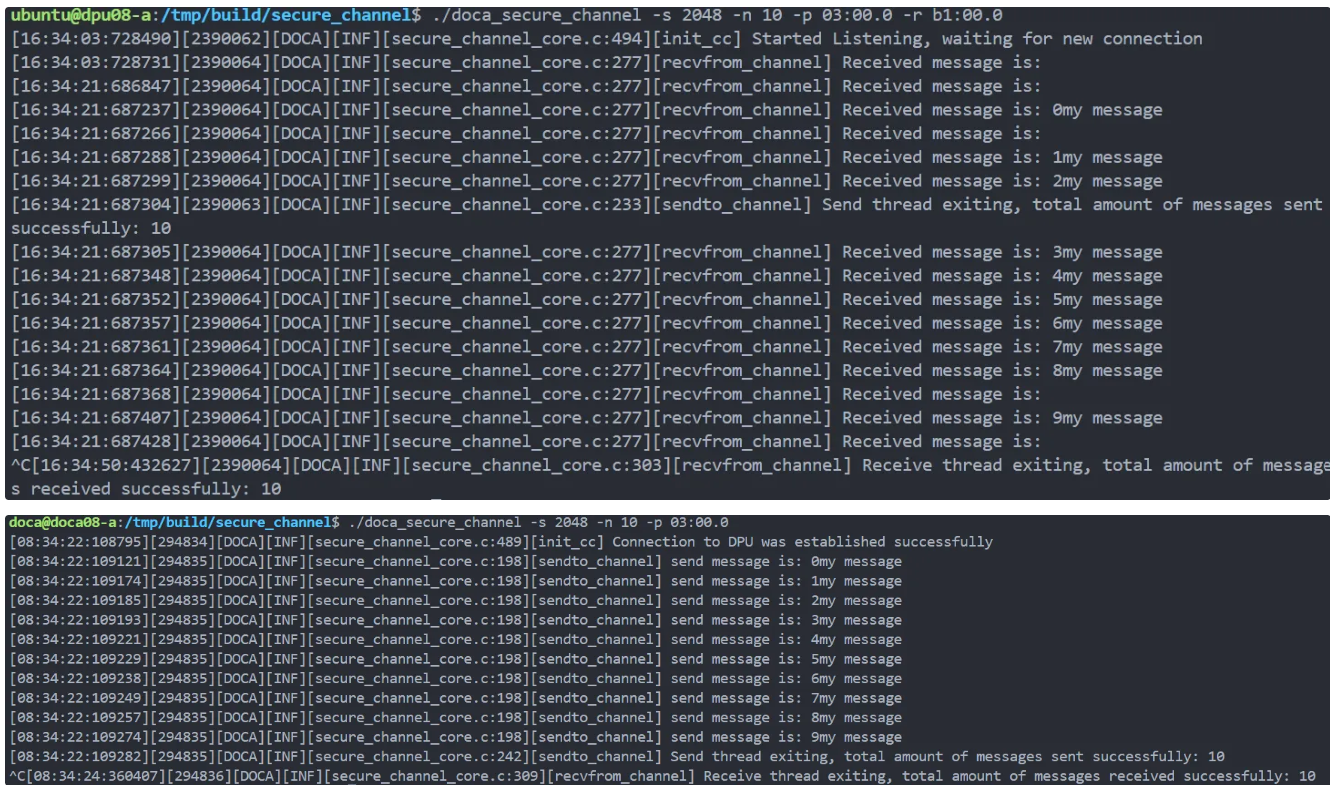 ubuntu@dpu08-a:/tmp/build/secure_channel$ ./doca_secure_channel -s 2048 -n 10 -p 03:00.0 -r b1:00.0
[16:34:03:728490][2390062][DOCA][INF][secure_channel_core.c:494][init_cc] Started Listening, waiting for new connection
[16:34:03:728731][2390064][DOCA][INF][secure_channel_core.c:277][recvfrom_channel] Received message is:
[16:34:21:686847][2390064][DOCA][INF][secure_channel_core.c:277][recvfrom_channel] Received message is:
[16:34:21:687237][2390064][DOCA][INF][secure_channel_core.c:277][recvfrom_channel] Received message is: 0my message
[16:34:21:687266][2390064][DOCA][INF][secure_channel_core.c:277][recvfrom_channel] Received message is:
[16:34:21:687288][2390064][DOCA][INF][secure_channel_core.c:277][recvfrom_channel] Received message is: 1my message
[16:34:21:687299][2390064][DOCA][INF][secure_channel_core.c:277][recvfrom_channel] Received message is: 2my message
[16:34:21:687304][2390063][DOCA][INF][secure_channel_core.c:233][sendto_channel] Send thread exiting, total amount of messages sent
successfully: 10
[16:34:21:687305][2390064][DOCA][INF][secure_channel_core.c:277][recvfrom_channel] Received message is: 3my message
[16:34:21:687348][2390064][DOCA][INF][secure_channel_core.c:277][recvfrom_channel] Received message is: 4my message
[16:34:21:687352][2390064][DOCA][INF][secure_channel_core.c:277][recvfrom_channel] Received message is: 5my message
[16:34:21:687357][2390064][DOCA][INF][secure_channel_core.c:277][recvfrom_channel] Received message is: 6my message
[16:34:21:687361][2390064][DOCA][INF][secure_channel_core.c:277][recvfrom_channel] Received message is: 7my message
[16:34:21:687364][2390064][DOCA][INF][secure_channel_core.c:277][recvfrom_channel] Received message is: 8my message
[16:34:21:687368][2390064][DOCA][INF][secure_channel_core.c:277][recvfrom_channel] Received message is:
[16:34:21:687407][2390064][DOCA][INF][secure_channel_core.c:277][recvfrom_channel] Received message is: 9my message
[16:34:21:687428][2390064][DOCA][INF][secure_channel_core.c:277][recvfrom_channel] Received message is:
^C[16:34:50:432627][2390064][DOCA][INF][secure_channel_core.c:303][recvfrom_channel] Receive thread exiting, total amount of message
s received successfully: 10
doca@doca08-a:/tmp/build/secure_channel$ ./doca_secure_channel -s 2048 -n 10 -p 03:00.0
[08:34:22:108795][294834][DOCA][INF][secure_channel_core.c:489][init_cc] Connection to DPU was established successfully
[08:34:22:109121][294835][DOCA][INF][secure_channel_core.c:198][sendto_channel] send message is: 0my message
[08:34:22:109174][294835][DOCA][INF][secure_channel_core.c:198][sendto_channel] send message is: 1my message
[08:34:22:109185][294835][DOCA][INF][secure_channel_core.c:198][sendto_channel] send message is: 2my message
[08:34:22:109193][294835][DOCA][INF][secure_channel_core.c:198][sendto_channel] send message is: 3my message
[08:34:22:109221][294835][DOCA][INF][secure_channel_core.c:198][sendto_channel] send message is: 4my message
[08:34:22:109229][294835][DOCA][INF][secure_channel_core.c:198][sendto_channel] send message is: 5my message
[08:34:22:109238][294835][DOCA][INF][secure_channel_core.c:198][sendto_channel] send message is: 6my message
[08:34:22:109249][294835][DOCA][INF][secure_channel_core.c:198][sendto_channel] send message is: 7my message
[08:34:22:109257][294835][DOCA][INF][secure_channel_core.c:198][sendto_channel] send message is: 8my message
[08:34:22:109274][294835][DOCA][INF][secure_channel_core.c:198][sendto_channel] send message is: 9my message
[08:34:22:109282][294835][DOCA][INF][secure_channel_core.c:242][sendto_channel] Send thread exiting, total amount of messages sent successfully: 10
^C[08:34:24:360407][294836][DOCA][INF][secure_channel_core.c:309][recvfrom_channel] Receive thread exiting, total amount of messages received successfully: 10